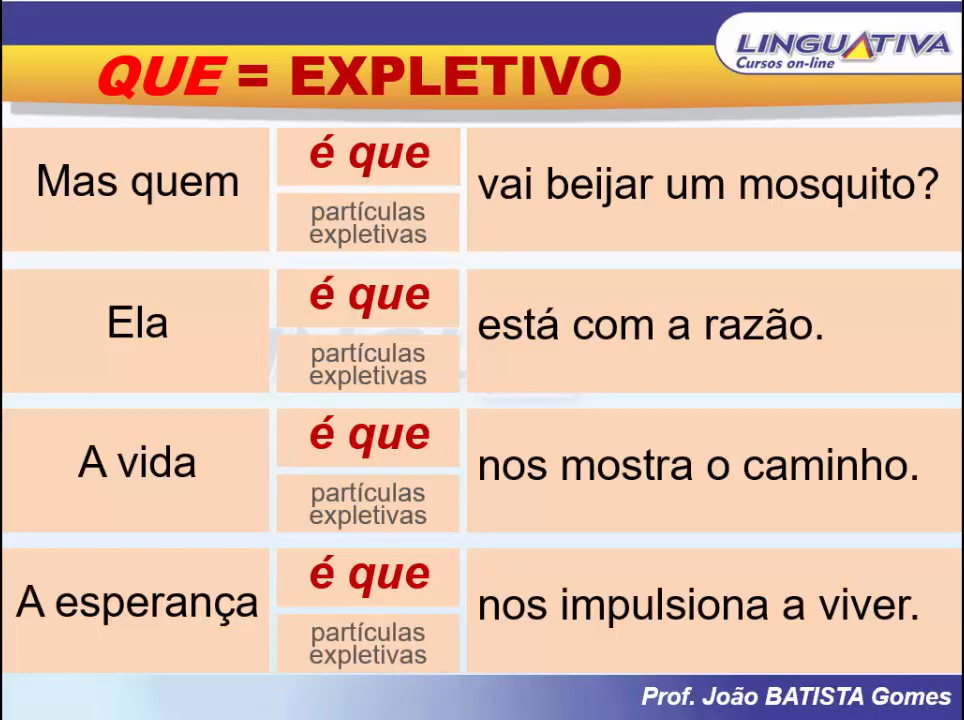 LINGUATIVA
Cursos on-line
QUE = EXPLETIVO
Mas quem
é que
partículas
expletivas
vai beijar um mosquito?
Ela
é que
partículas
expletivas
está com a razão.
A vida
é que
partículas
expletivas
nos mostra o caminho.
A esperança
é que
partículas
expletivas
nos impulsiona a viver.
Prof. João BATISTA Gomes